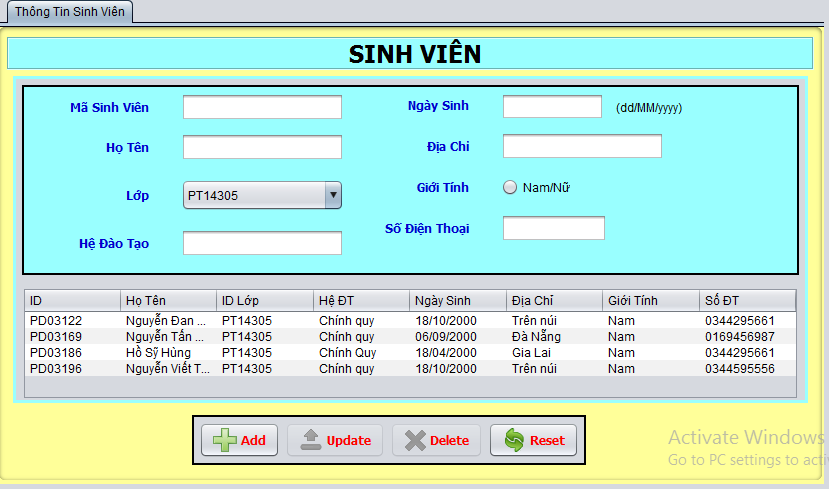 Thông Tin Sinh Viên
SINH VIÊN
Mã Sinh Viên
Ngày Sinh (dd/MM/yyyy)
Họ Tên
Địa Chỉ
Lớp PT14305
Giới Tính Nam/Nữ
Hệ Đào Tạo
Số Điện Thoại
ID Họ Tên ID Lớp Hệ ĐT Ngày Sinh Địa Chỉ Giới Tính Số ĐT
PD03122 Nguyễn Đan ... PT14305 Chính quy 18/10/2000 Trên núi Nam 0344295661
PD03169 Nguyễn Tấn ... PT14305 Chính quy 06/09/2000 Đà Nẵng Nam 0169456987
PD03186 Hồ Sỹ Hùng PT14305 Chính Quy 18/04/2000 Gia Lai Nam 0344295661
PD03196 Nguyễn Viết T... PT14305 Chính quy 18/10/2000 Trên núi Nam 0344595556
Add Update Delete Reset
Activate Windows
Go to PC settings to acti